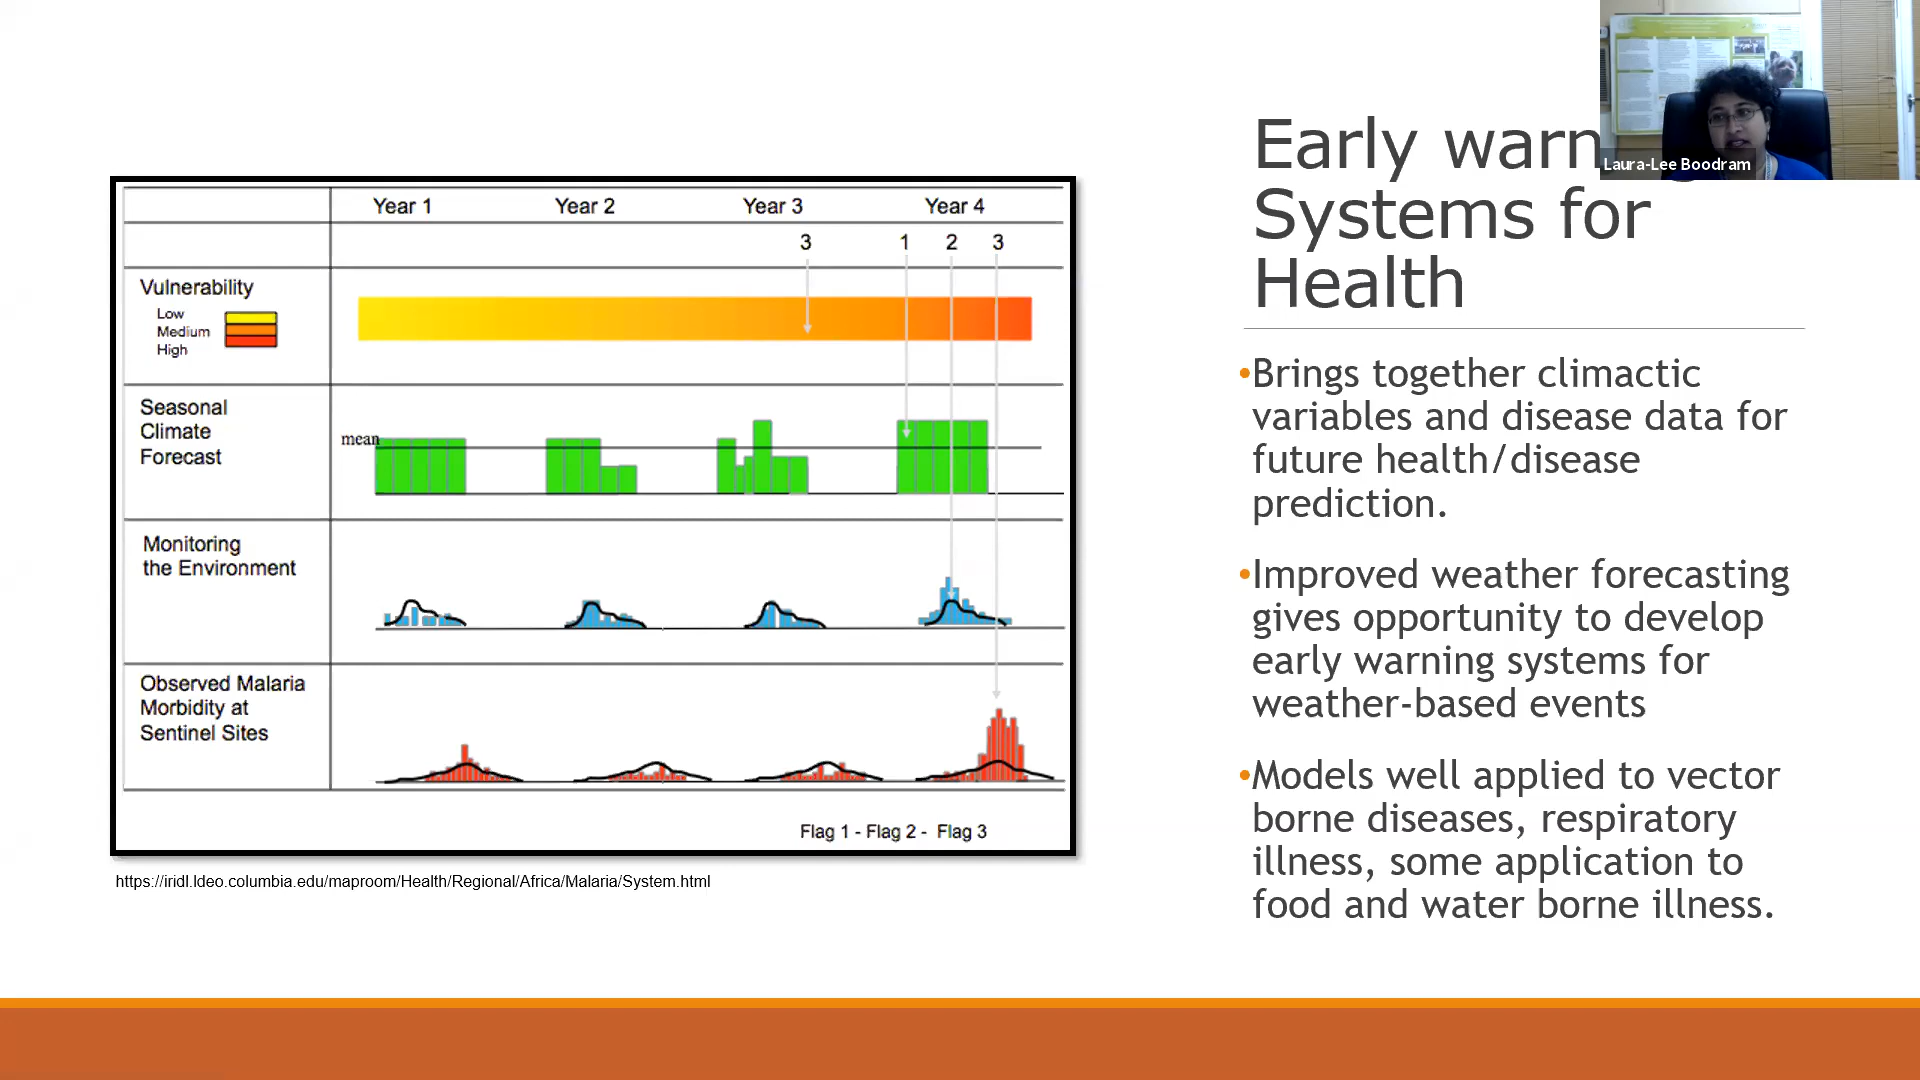 Early warn
Systems for
Health
Laura-Lee Boodram
Year 1 Year 2 Year 3 Year 4
3 1 2 3
Vulnerability
Low
Medium
High
Seasonal
Climate
Forecast
mean
Monitoring
the Environment
Observed Malaria
Morbidity at
Sentinel Sites
Flag 1 - Flag 2 - Flag 3
https://iridl.ldeo.columbia.edu/maproom/Health/Regional/Africa/Malaria/System.html
•Brings together climactic
variables and disease data for
future health/disease
prediction.
•Improved weather forecasting
gives opportunity to develop
early warning systems for
weather-based events
•Models well applied to vector
borne diseases, respiratory
illness, some application to
food and water borne illness.